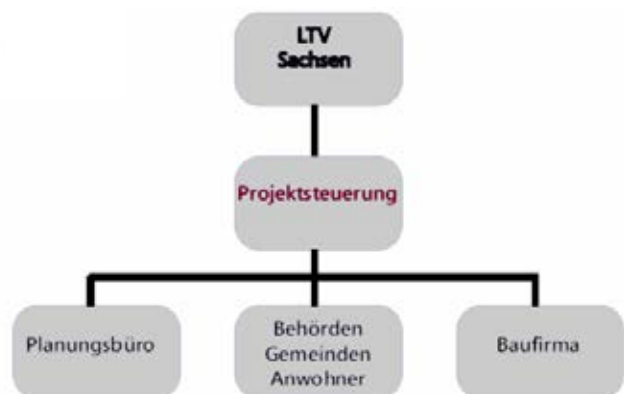 LTV
Sachsen
Projektsteuerung
Planungsbüro
Behörden
Gemeinden
Anwohner
Baufirma